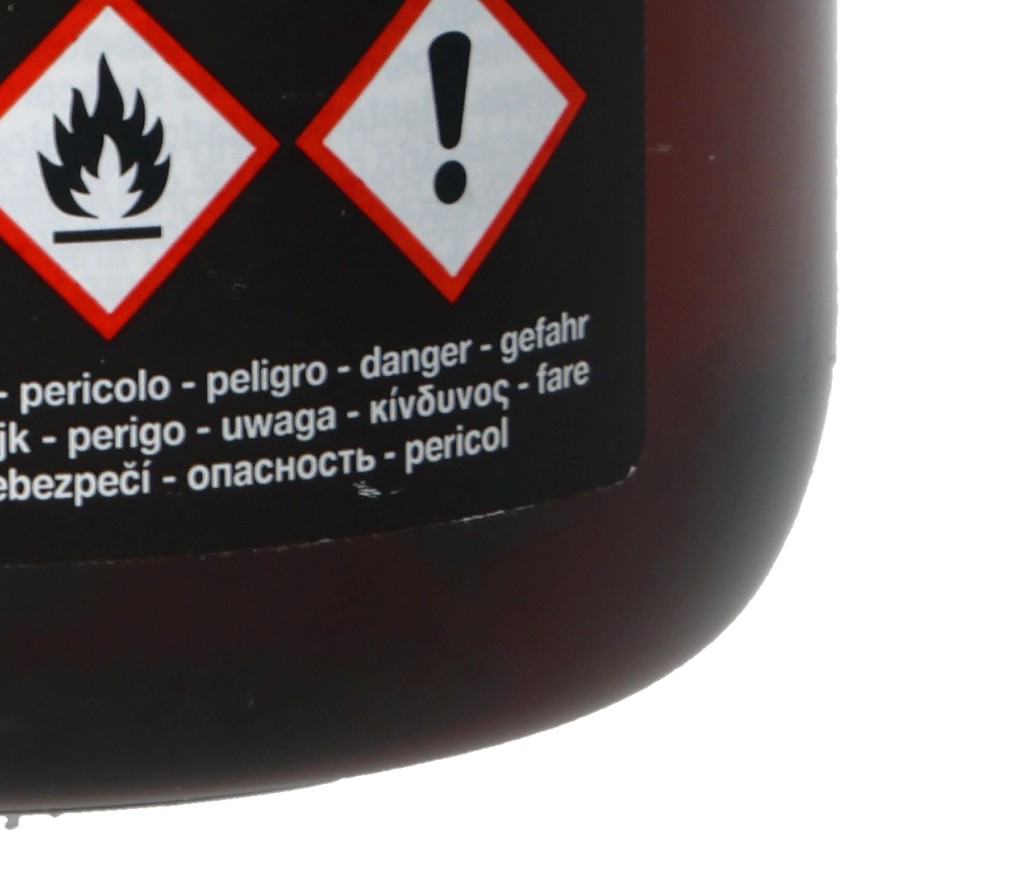 - pericolo - peligro - danger - gefahr
jk - perigo - uwaga - κίνδυνος - fare
ebezpečí - опасность - pericol